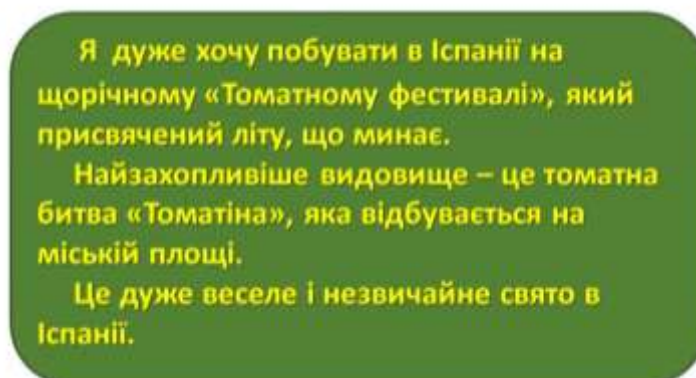 Я дуже хочу побувати в Іспанії на
щорічному «Томатному фестивалі», який
присвячений літу, що минає.
Найзахопливіше видовище – це томатна
битва «Томатіна», яка відбувається на
міській площі.
Це дуже веселе і незвичайне свято в
Іспанії.